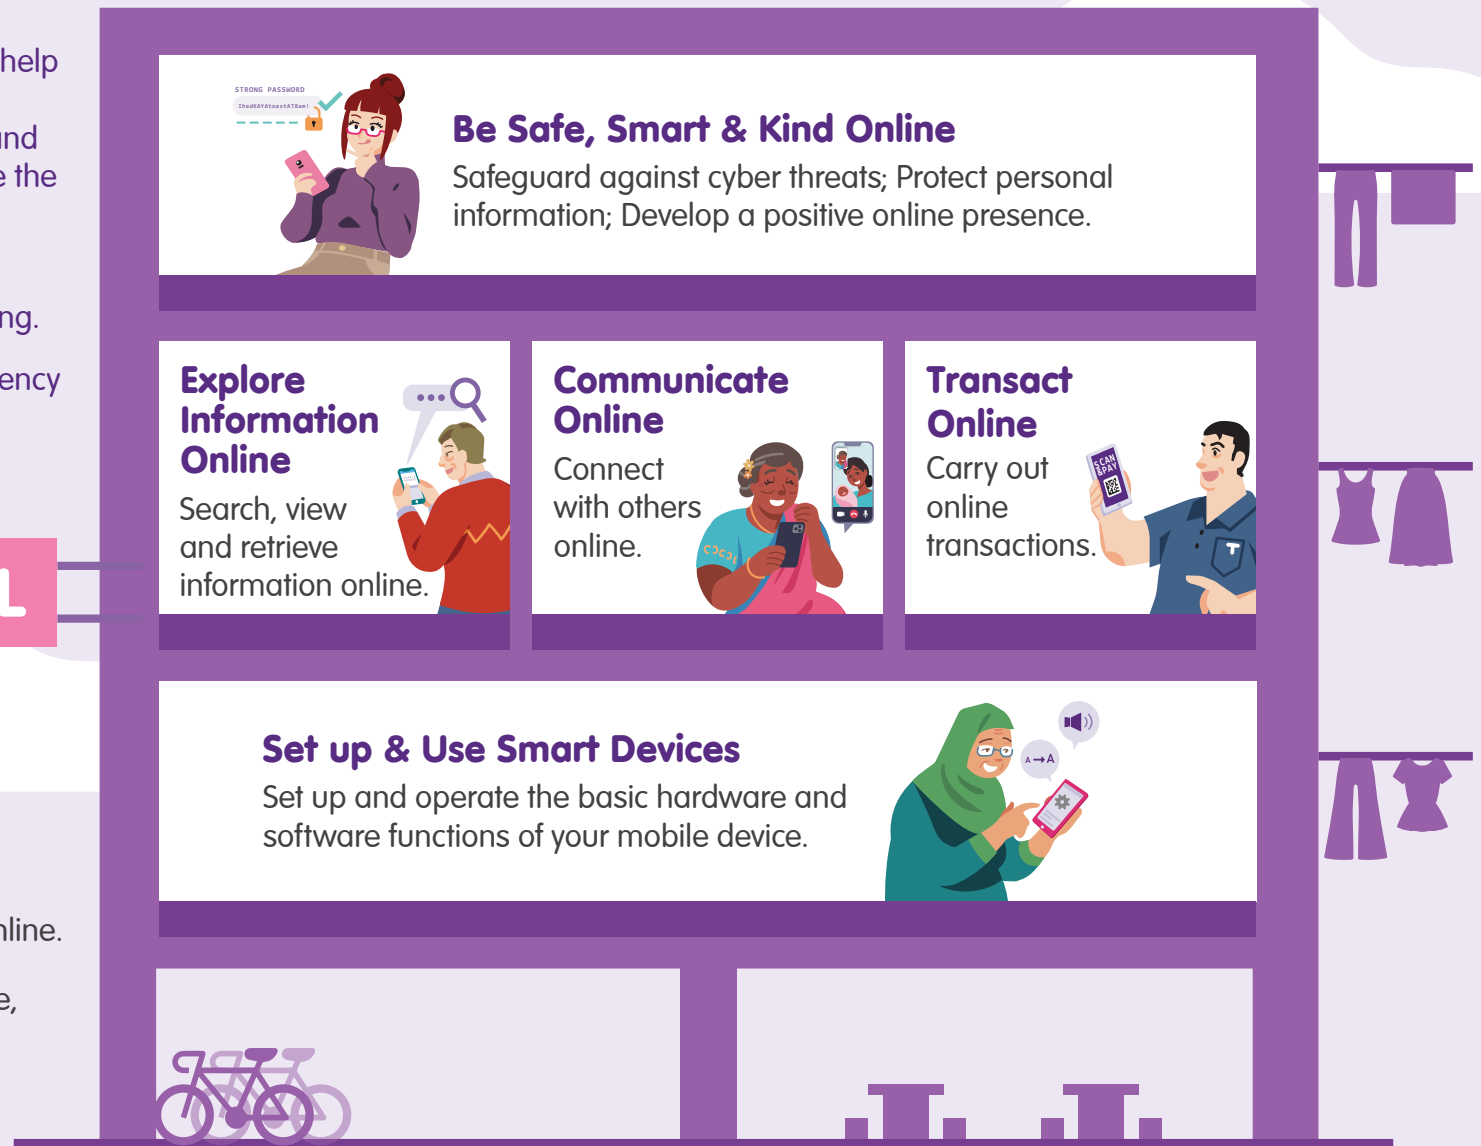 help
and
e the
ng.
ency
L
nline.
e,
STRONG PASSWORD
IhadKAYAtoastAT8am!
Be Safe, Smart & Kind Online
Safeguard against cyber threats; Protect personal
information; Develop a positive online presence.
Explore
Information
Online
Search, view
and retrieve
information online.
Communicate
Online
Connect
with others
online.
Transact
Online
Carry out
online
transactions.
SCAN
&PAY
Set up & Use Smart Devices
Set up and operate the basic hardware and
software functions of your mobile device.
A→A